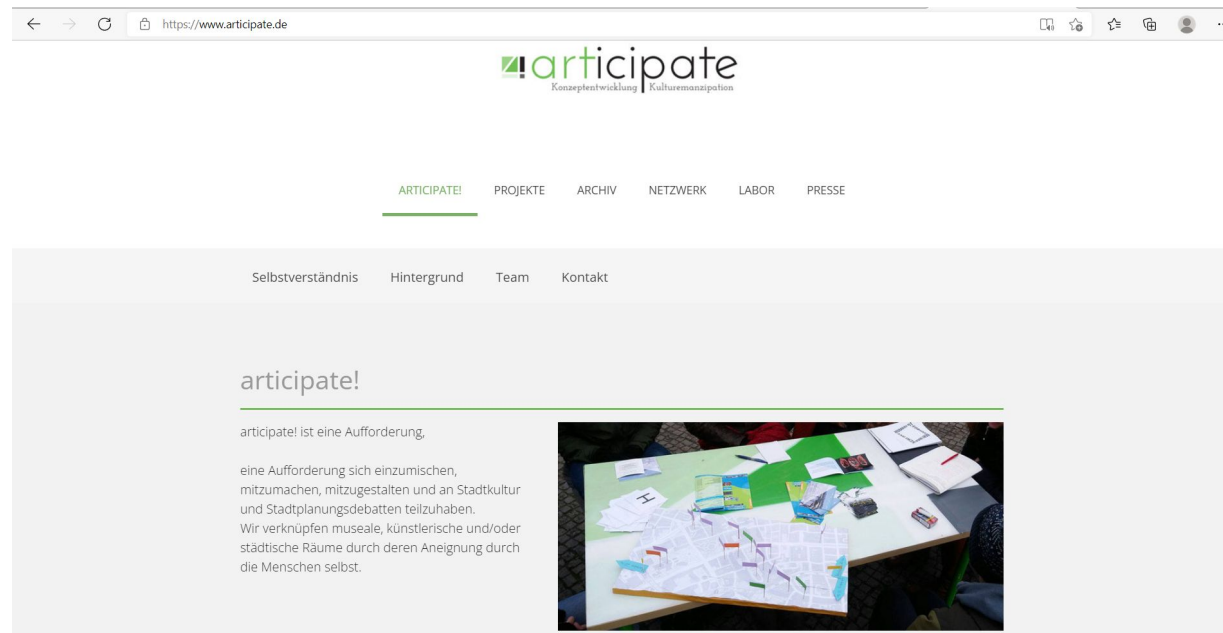 https://www.articipate.de
articipate
Konzeptentwicklung Kulturemanzipation
ARTICIPATE! PROJEKTE ARCHIV NETZWERK LABOR PRESSE
Selbstverständnis Hintergrund Team Kontakt
articipate!
articipate! ist eine Aufforderung,
eine Aufforderung sich einzumischen,
mitzumachen, mitzugestalten und an Stadtkultur
und Stadtplanungsdebatten teilzuhaben.
Wir verknüpfen museale, künstlerische und/oder
städtische Räume durch deren Aneignung durch
die Menschen selbst.
H